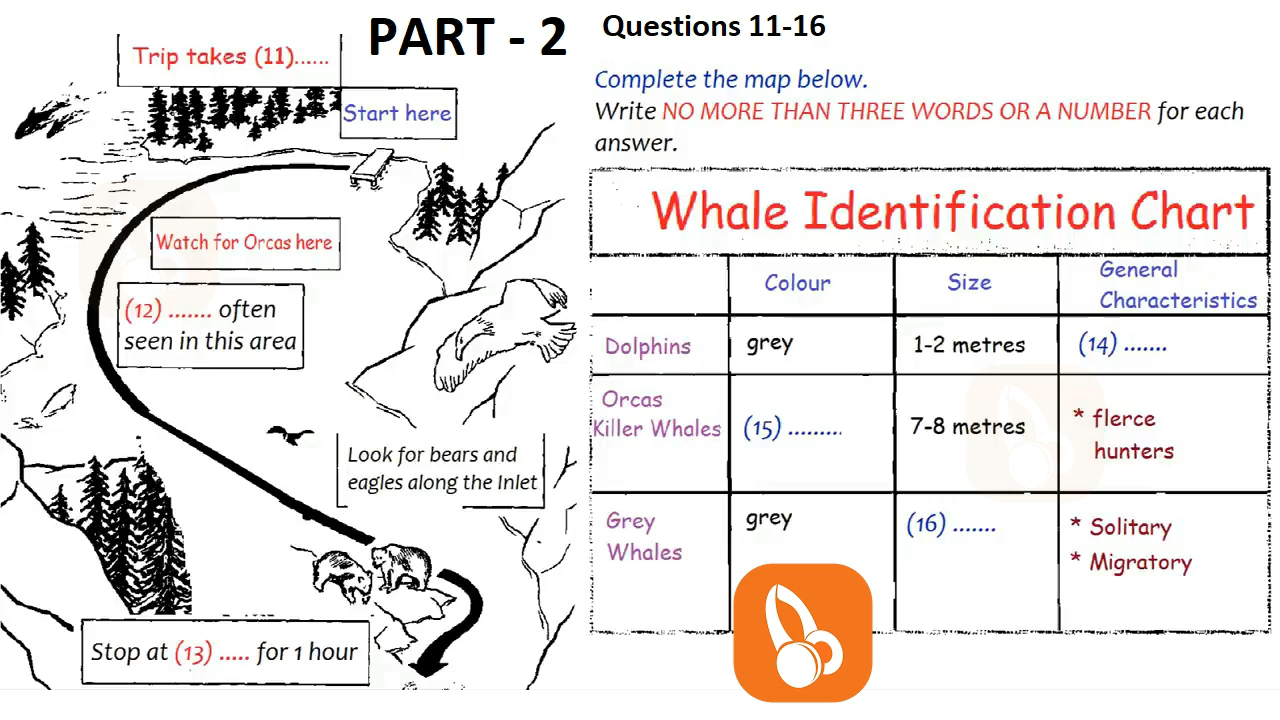 PART - 2
Questions 11-16
Trip takes (11)......
Start here
Watch for Orcas here
(12) ....... often
seen in this area
Look for bears and
eagles along the Inlet
Stop at (13) ..... for 1 hour
Complete the map below.
Write NO MORE THAN THREE WORDS OR A NUMBER for each
answer.
Whale Identification Chart
Colour
Size
General
Characteristics
Dolphins
grey
1-2 metres
(14) .......
Orcas
Killer Whales
(15) .........
7-8 metres
* flerce
hunters
Grey
Whales
grey
(16) .......
* Solitary
* Migratory